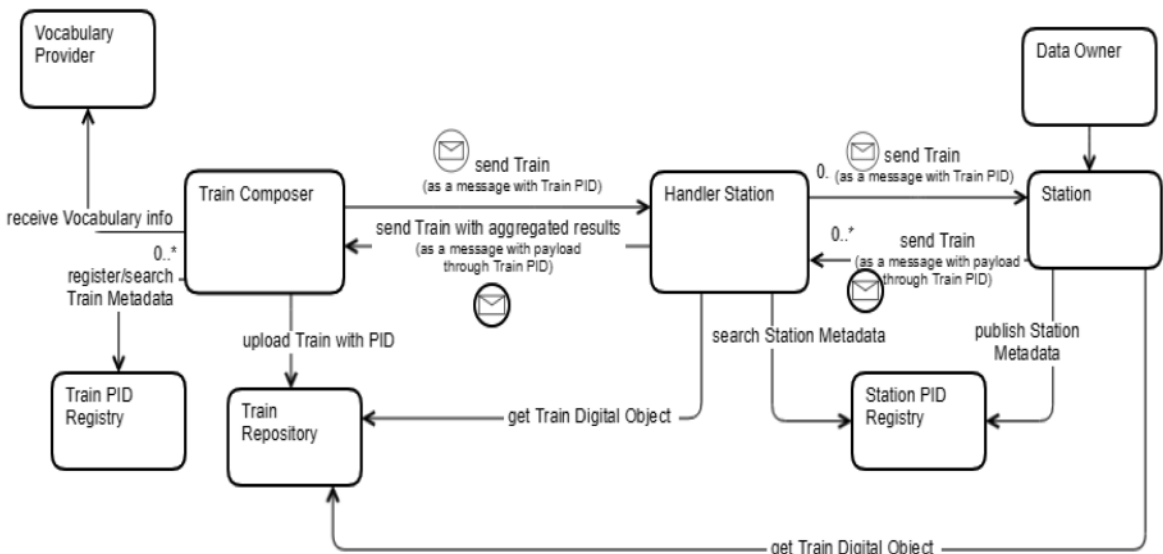 Vocabulary
Provider
Data Owner
send Train
(as a message with Train PID)
0.
send Train
(as a message with Train PID)
Train Composer
Handler Station
Station
receive Vocabulary info
send Train with aggregated results
(as a message with payload
through Train PID)
0..*
send Train
(as a message with payload
through Train PID)
0..*
register/search
Train Metadata
upload Train with PID
search Station Metadata
publish Station
Metadata
Train PID
Registry
Train
Repository
get Train Digital Object
Station PID
Registry
get Train Digital Object